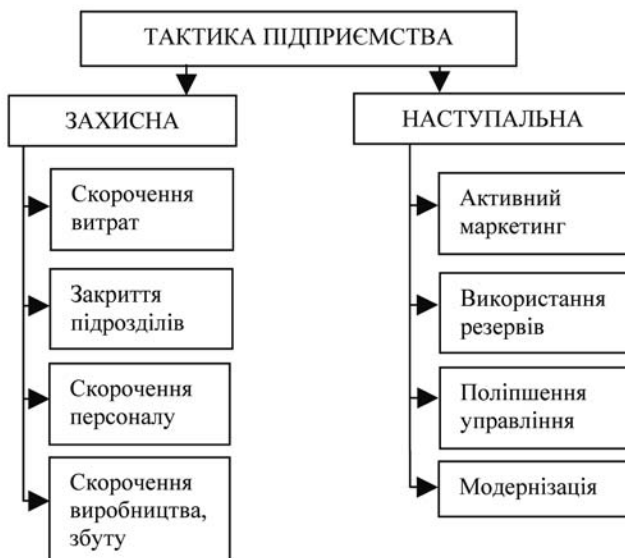 ТАКТИКА ПІДПРИЄМСТВА
ЗАХИСНА
Скорочення
витрат
Закриття
підрозділів
Скорочення
персоналу
Скорочення
виробництва,
збуту
НАСТУПАЛЬНА
Активний
маркетинг
Використання
резервів
Поліпшення
управління
Модернізація